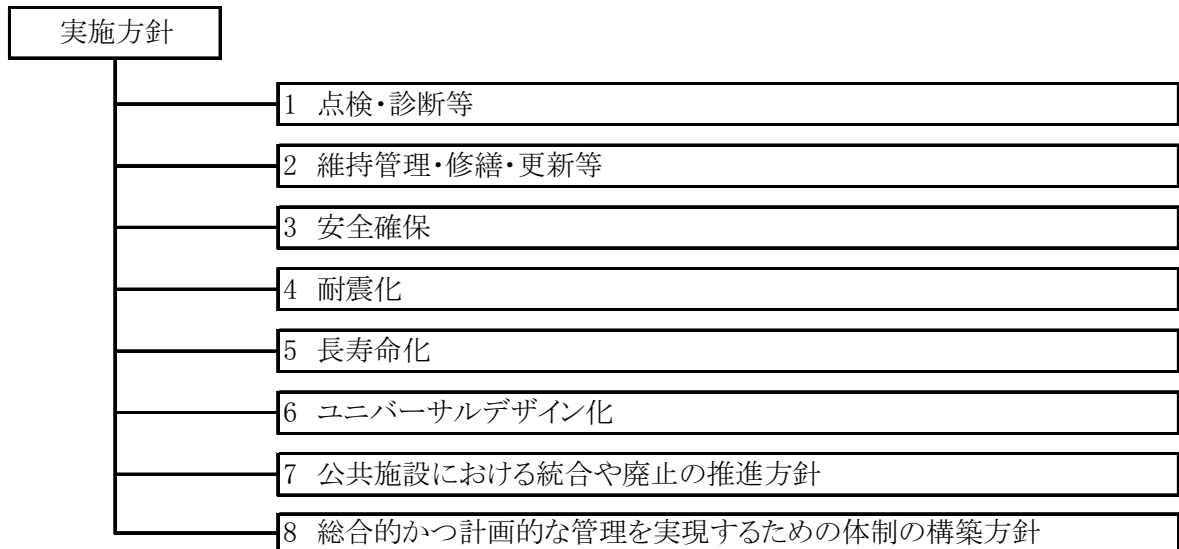 実施方針
1 点検・診断等
2 維持管理・修繕・更新等
3 安全確保
4 耐震化
5 長寿命化
6 ユニバーサルデザイン化
7 公共施設における統合や廃止の推進方針
8 総合的かつ計画的な管理を実現するための体制の構築方針